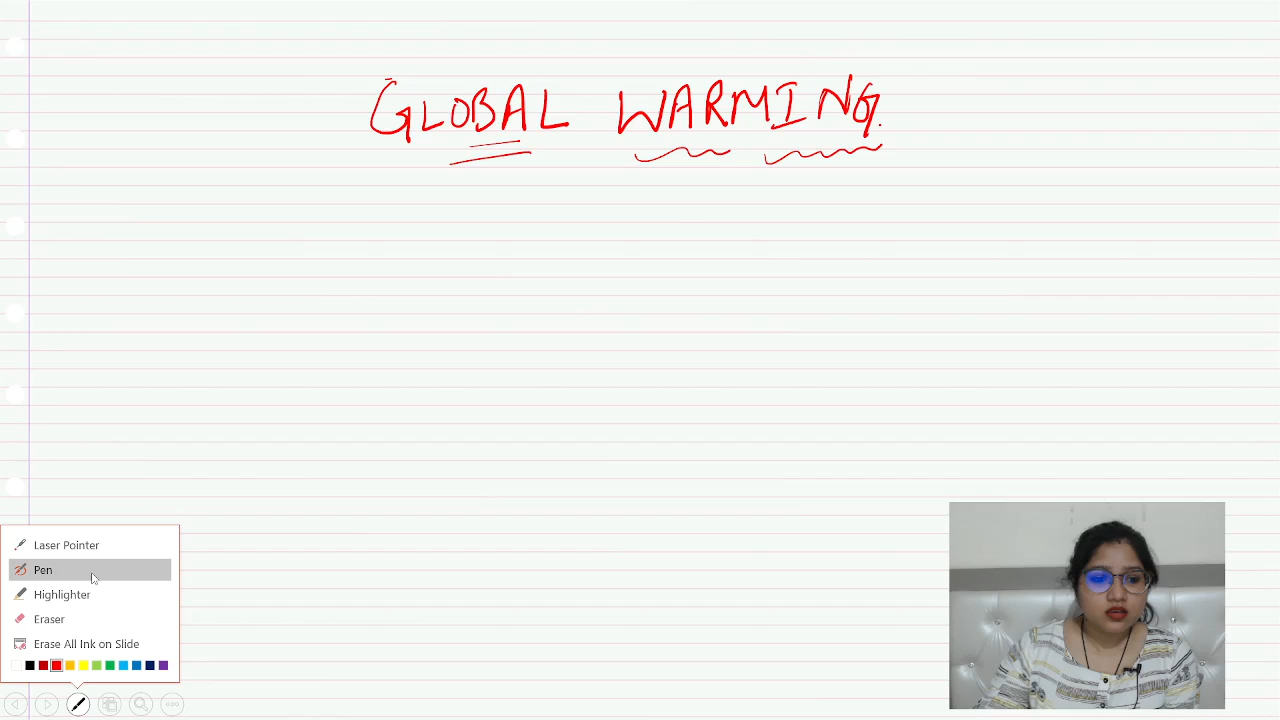 GLOBAL WARMING.
Laser Pointer
Pen
Highlighter
Eraser
Erase All Ink on Slide